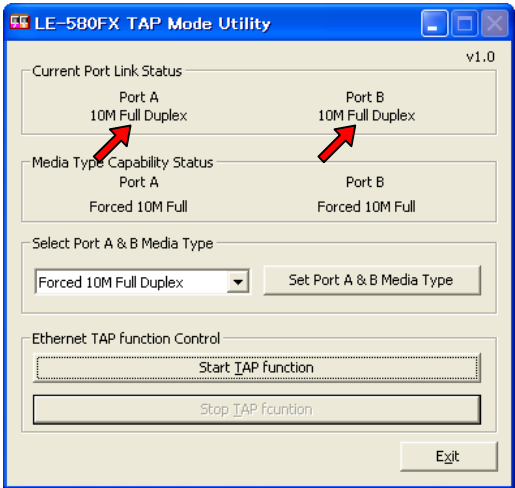 LE-580FX TAP Mode Utility
v1.0
Current Port Link Status
Port A Port B
10M Full Duplex 10M Full Duplex
Media Type Capability Status
Port A Port B
Forced 10M Full Forced 10M Full
Select Port A & B Media Type
Forced 10M Full Duplex Set Port A & B Media Type
Ethernet TAP function Control
Start TAP function
Stop TAP fcuntion
Exit